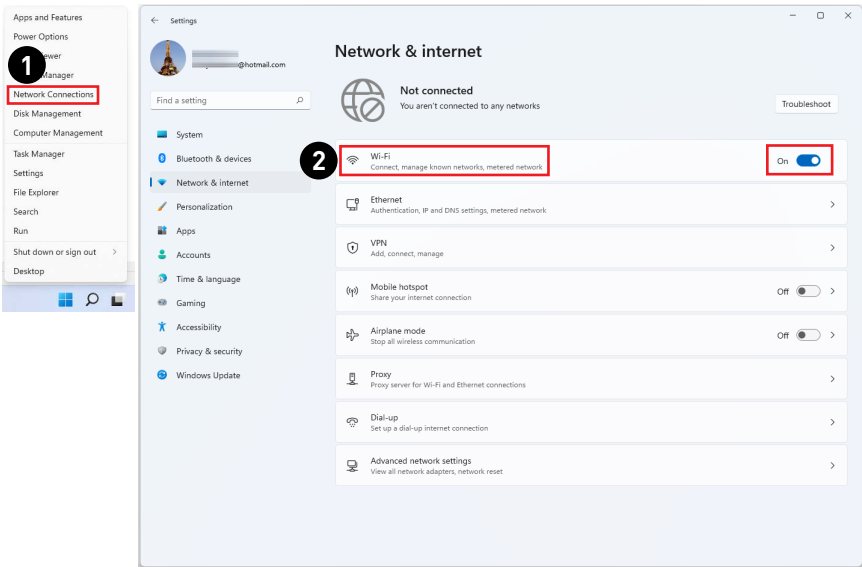 Apps and Features
Power Options
ewer
1
Manager
Network Connections
Disk Management
Computer Management
Task Manager
Settings
File Explorer
Search
Run
Shut down or sign out
Desktop
Settings
@hotmail.com
Find a setting
System
Bluetooth & devices
Network & internet
Personalization
Apps
Accounts
Time & language
Gaming
Accessibility
Privacy & security
Windows Update
Network & internet
Not connected
You aren't connected to any networks
Troubleshoot
2
Wi-Fi
Connect, manage known networks, metered network
On
Ethernet
Authentication, IP and DNS settings, metered network
VPN
Add, connect, manage
Mobile hotspot
Share your internet connection
Off
Airplane mode
Stop all wireless communication
Off
Proxy
Proxy server for Wi-Fi and Ethernet connections
Dial-up
Set up a dial-up internet connection
Advanced network settings
View all network adapters, network reset